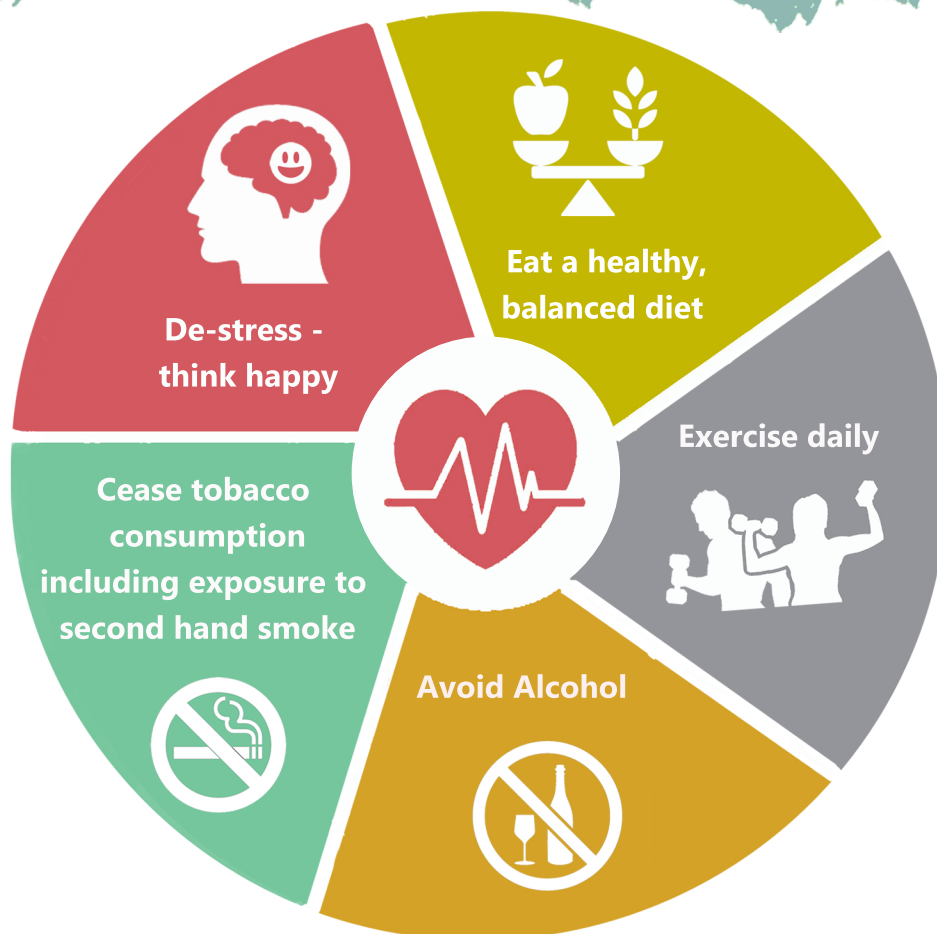 De-stress -
think happy
Eat a healthy,
balanced diet
Exercise daily
Avoid Alcohol
Cease tobacco
consumption
including exposure to
second hand smoke